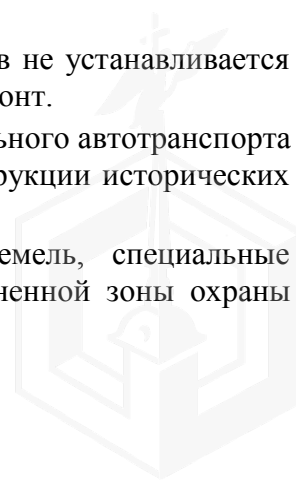 в не устанавливается
онт.
ьного автотранспорта
рукции исторических
емель, специальные
ненной зоны охраны